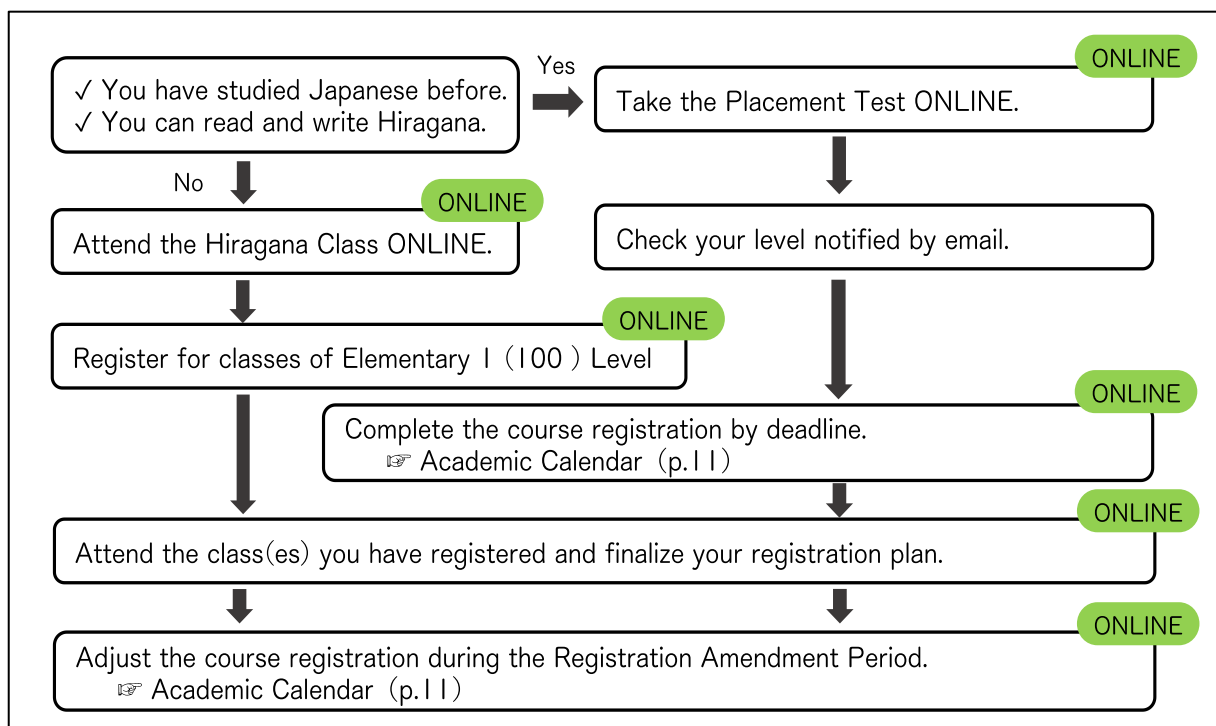 ✓ You have studied Japanese before.
✓ You can read and write Hiragana.
Yes
ONLINE
Take the Placement Test ONLINE.
No
ONLINE
Attend the Hiragana Class ONLINE.
Check your level notified by email.
ONLINE
Register for classes of Elementary 1 (100 ) Level
ONLINE
Complete the course registration by deadline.
☞ Academic Calendar (p.11)
ONLINE
Attend the class(es) you have registered and finalize your registration plan.
ONLINE
Adjust the course registration during the Registration Amendment Period.
☞ Academic Calendar (p.11)